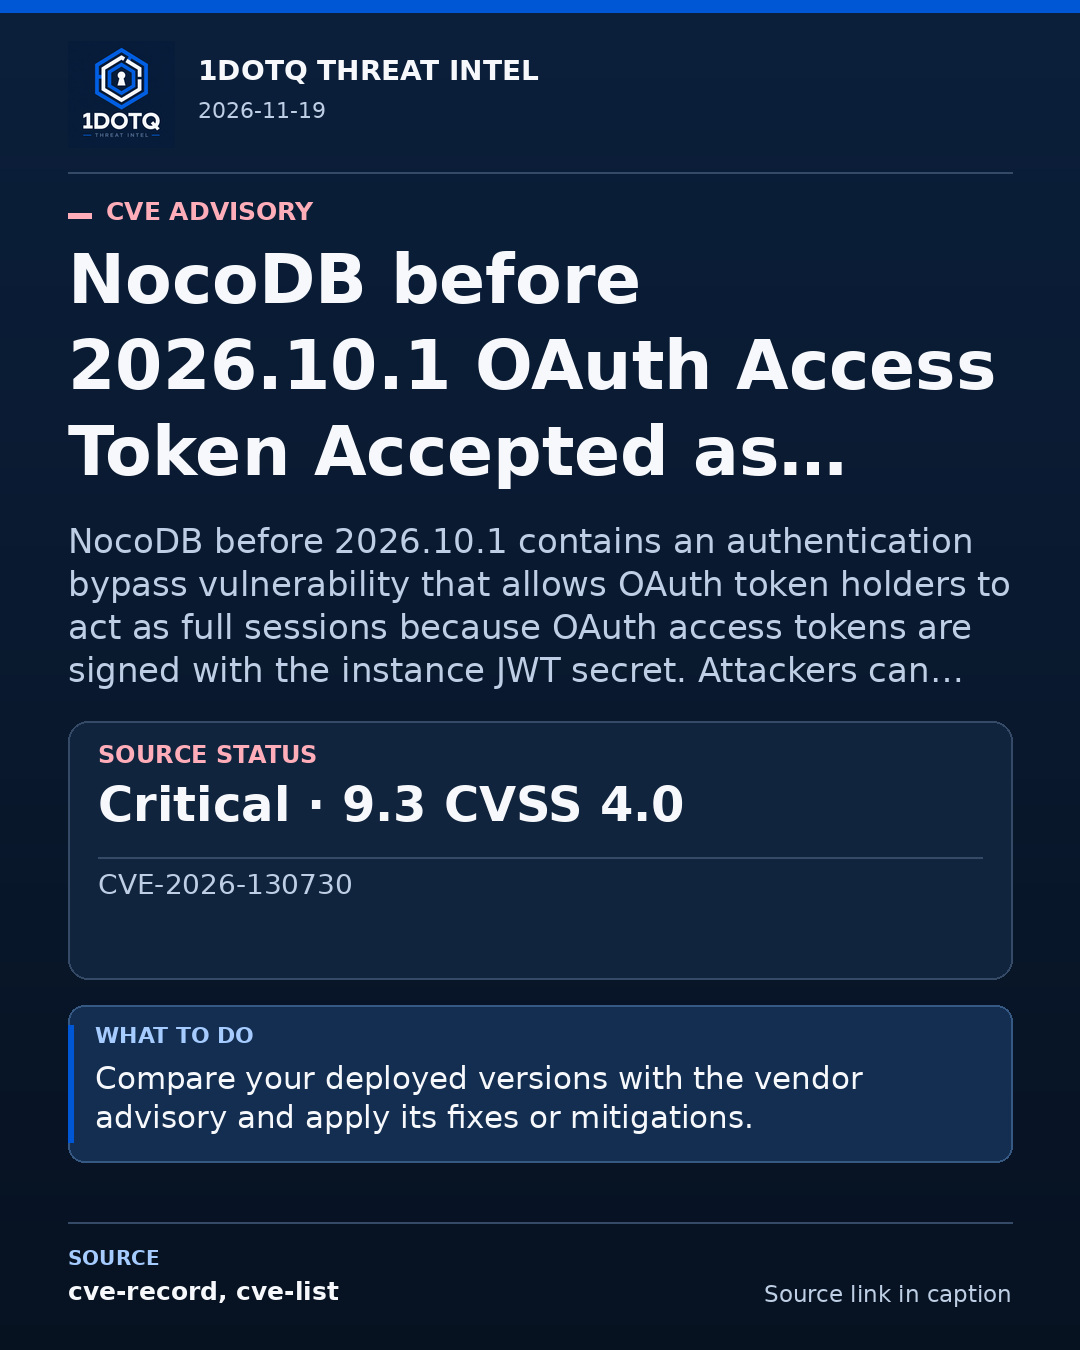 1DOTQ
THREAT INTEL
1DOTQ THREAT INTEL
2026-11-19
CVE ADVISORY
NocoDB before
2026.10.1 OAuth Access
Token Accepted as…
NocoDB before 2026.10.1 contains an authentication
bypass vulnerability that allows OAuth token holders to
act as full sessions because OAuth access tokens are
signed with the instance JWT secret. Attackers can…
SOURCE STATUS
Critical · 9.3 CVSS 4.0
CVE-2026-130730
WHAT TO DO
Compare your deployed versions with the vendor
advisory and apply its fixes or mitigations.
SOURCE
cve-record, cve-list
Source link in caption